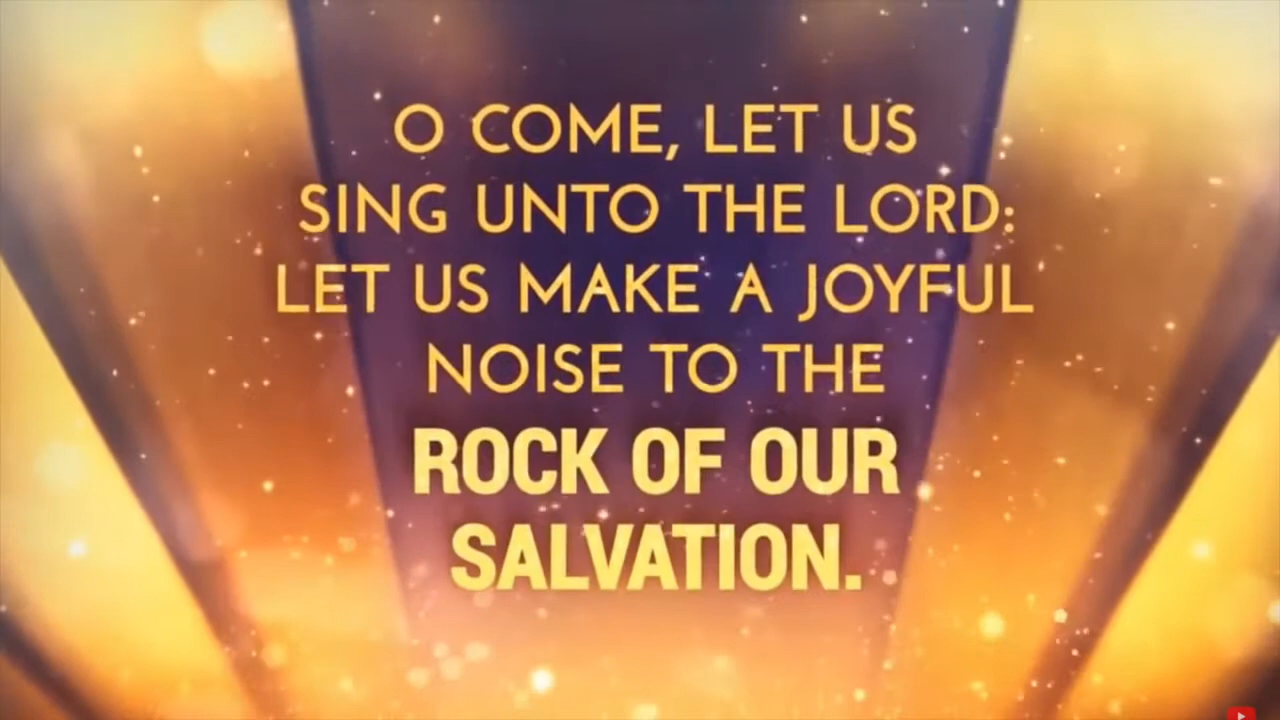 O COME, LET US
SING UNTO THE LORD:
LET US MAKE A JOYFUL
NOISE TO THE
ROCK OF OUR
SALVATION.